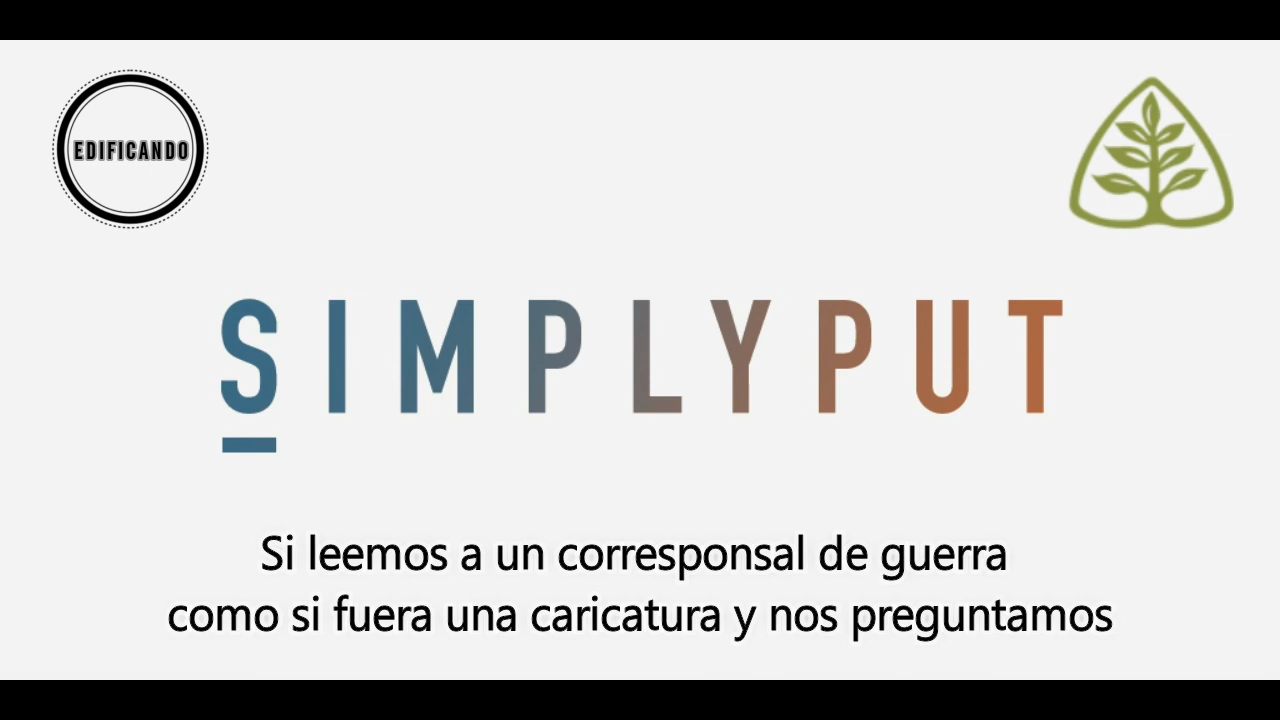 EDIFICANDO
SIMPLYPUT
Si leemos a un corresponsal de guerra
como si fuera una caricatura y nos preguntamos